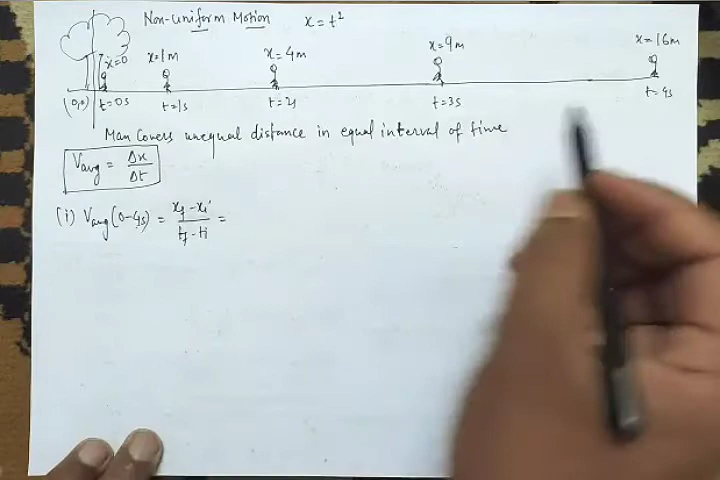 Non-Uniform Motion x = t²
x=0 x=1m x=4m x=9m x=16m
(0,0) t=0s t=1s t=2s t=3s t=4s
Man Covers unequal distance in equal interval of time
Vavg = Δx/Δt
(i) Vavg(0-4s) = xf - xi / tf - ti =